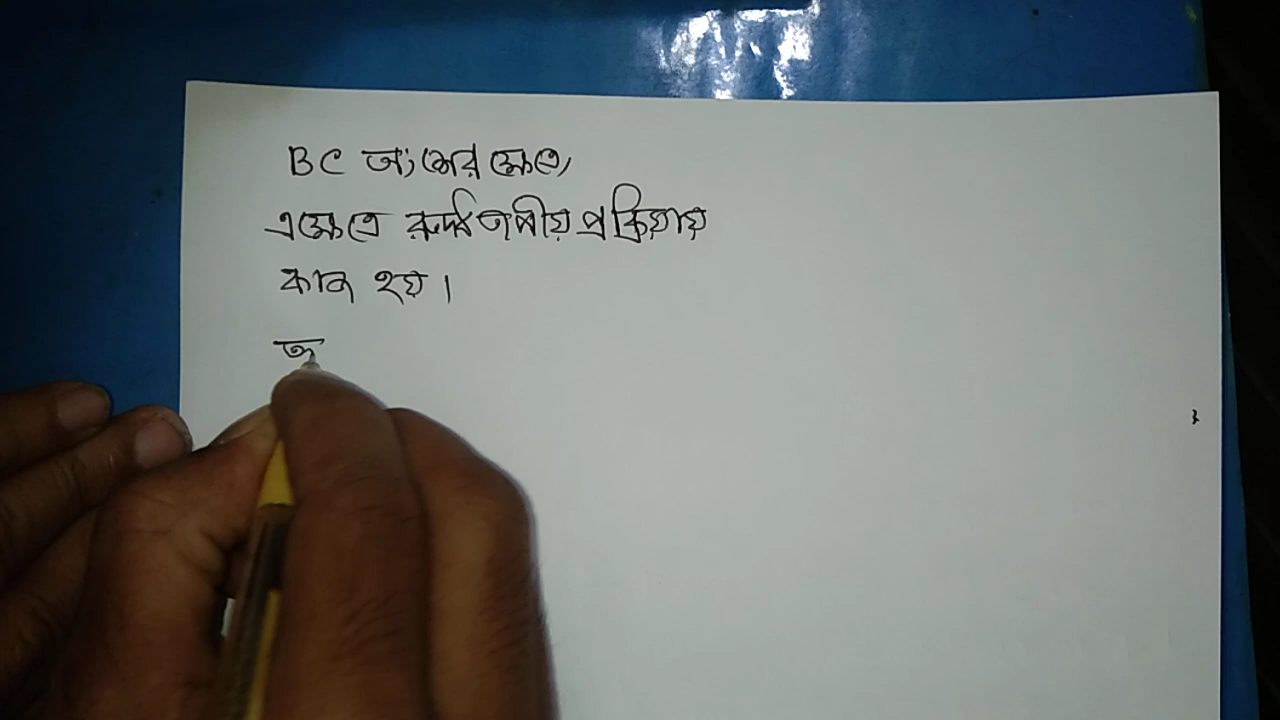 BC অংশের ক্ষেত্রে,
এক্ষেত্রে রুদ্ধতাপীয় প্রক্রিয়ায়
কাজ হয়।